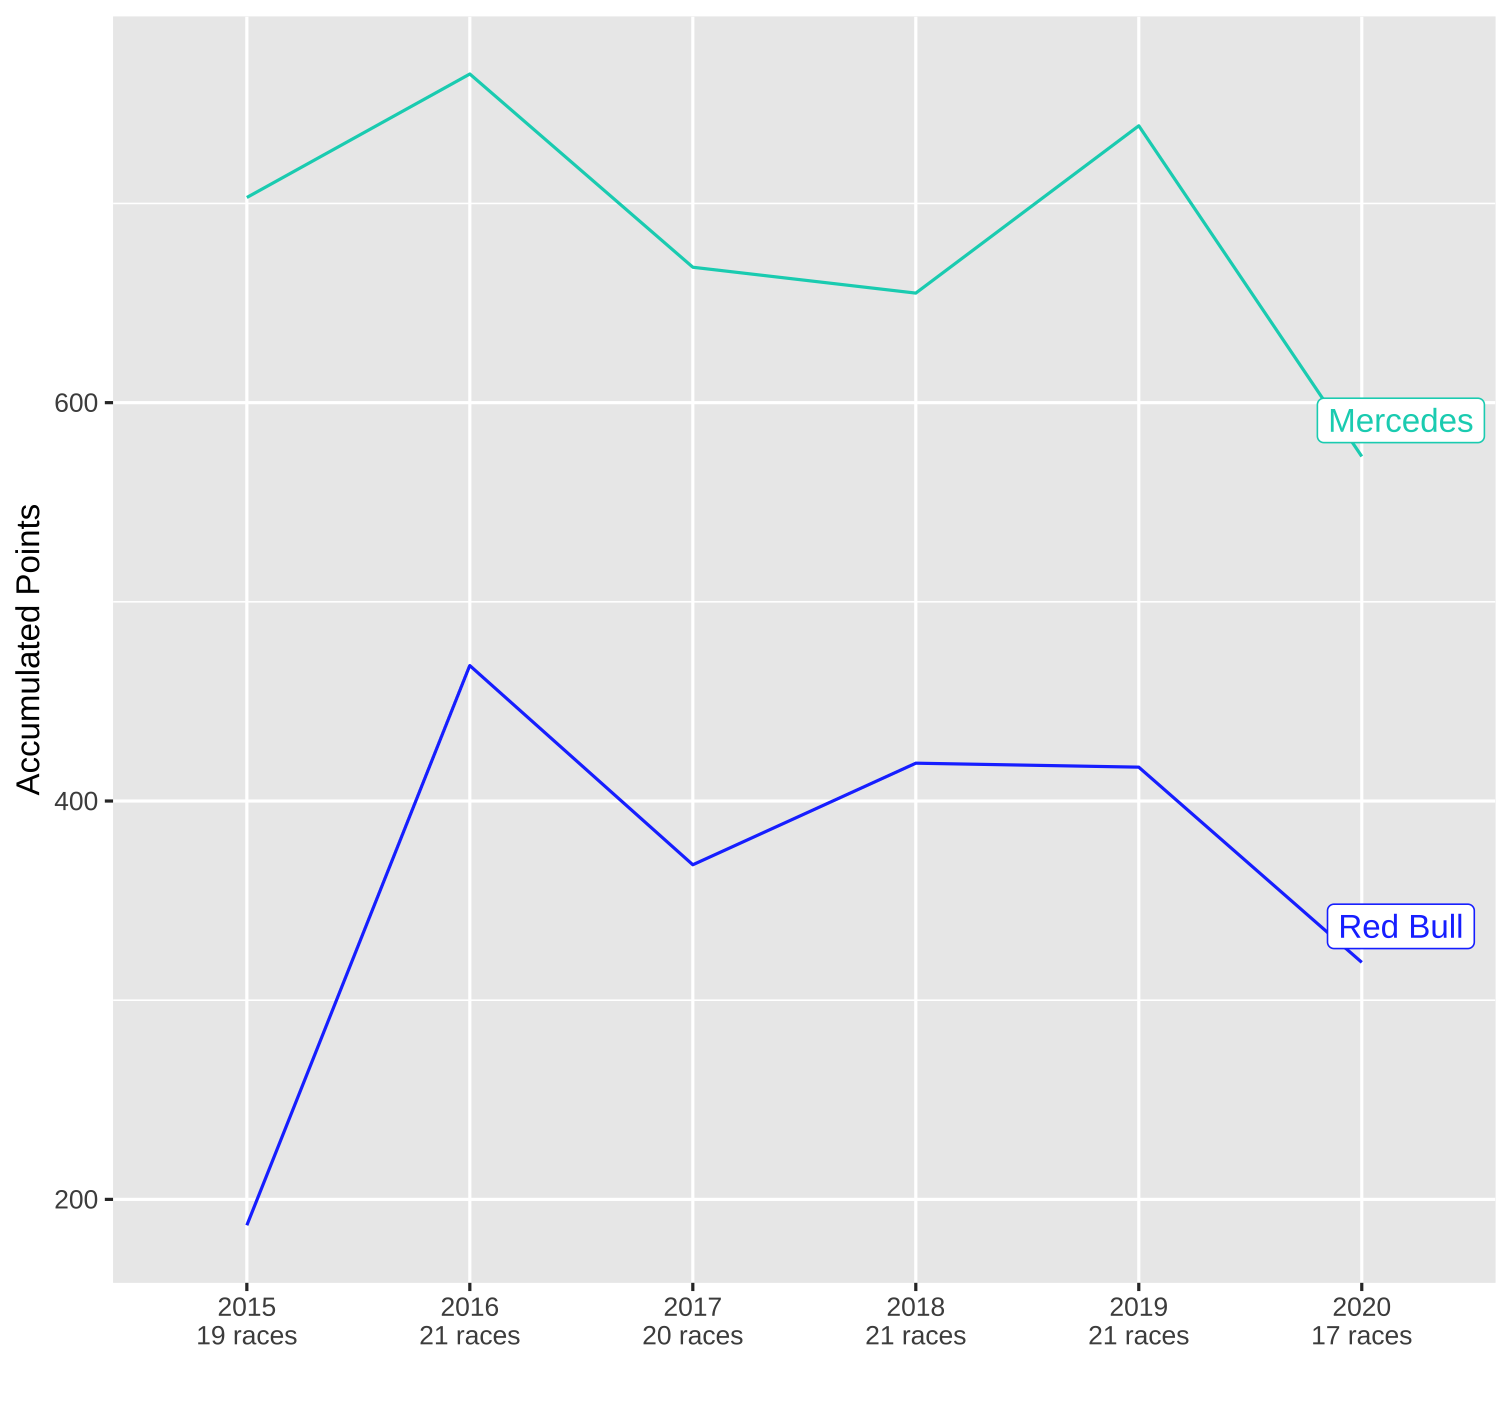 Accumulated Points
600
400
200
Mercedes
Red Bull
2015
19 races
2016
21 races
2017
20 races
2018
21 races
2019
21 races
2020
17 races